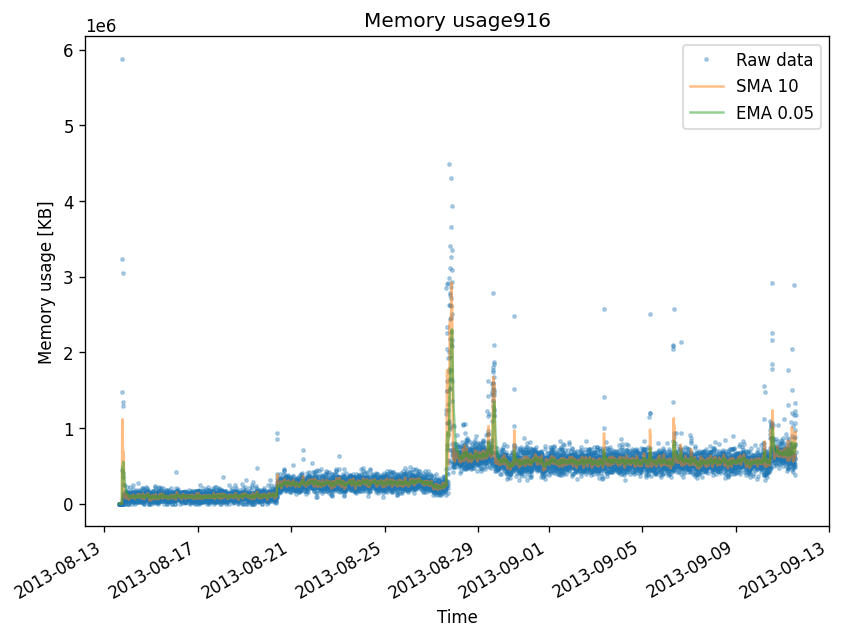 Memory usage916
1e6
6
5
4
3
2
1
0
Memory usage [KB]
Raw data
SMA 10
EMA 0.05
2013-08-13
2013-08-17
2013-08-21
2013-08-25
2013-08-29
2013-09-01
2013-09-05
2013-09-09
2013-09-13
Time